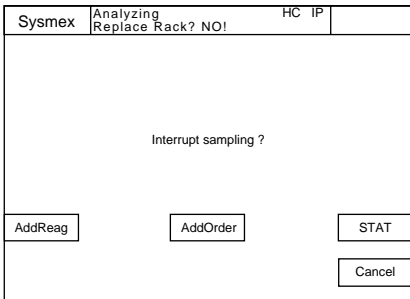 Sysmex
Analyzing HC IP
Replace Rack? NO!
Interrupt sampling ?
AddReag AddOrder STAT
Cancel